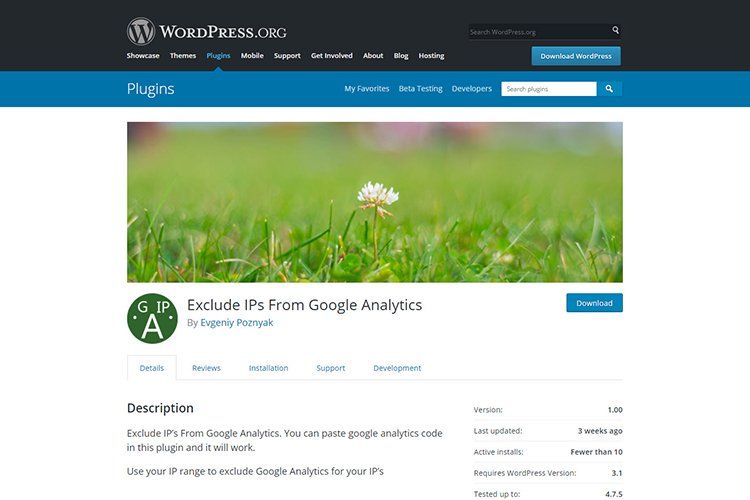 WORDPRESS.ORG
Search WordPress.org
Showcase Themes Plugins Mobile Support Get Involved About Blog Hosting
Download WordPress
Plugins
My Favorites Beta Testing Developers
Search plugins
G IP
A
Exclude IPs From Google Analytics
Download
By Evgeniy Poznyak
Details Reviews Installation Support Development
Description
Exclude IP's From Google Analytics. You can paste google analytics code
in this plugin and it will work.
Use your IP range to exclude Google Analytics for your IP's
Version: 1.00
Last updated: 3 weeks ago
Active installs: Fewer than 10
Requires WordPress Version: 3.1
Tested up to: 4.7.5